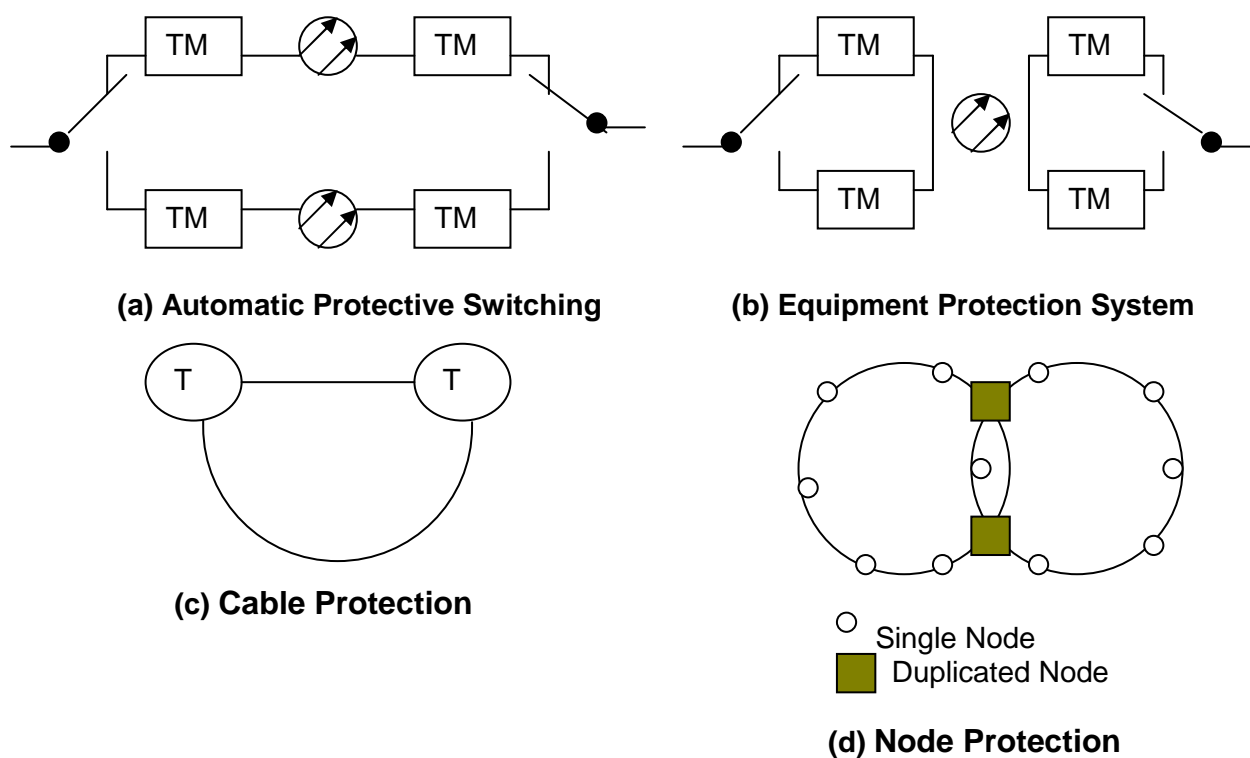 TM TM TM TM
TM TM TM TM
(a) Automatic Protective Switching (b) Equipment Protection System
T T
(c) Cable Protection
Single Node
Duplicated Node
(d) Node Protection